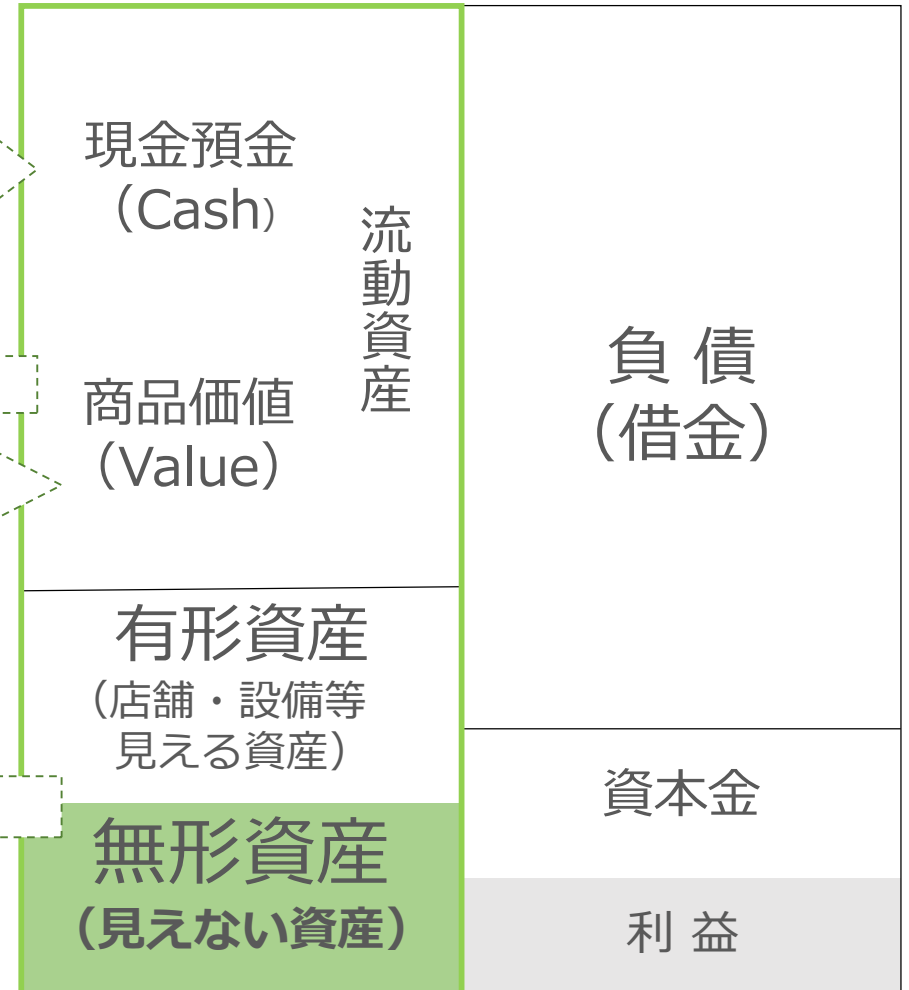 現金預金
（Cash）
流動資産
商品価値
（Value）
有形資産
（店舗・設備等
見える資産）
無形資産
（見えない資産）
負 債
（借金）
資本金
利 益